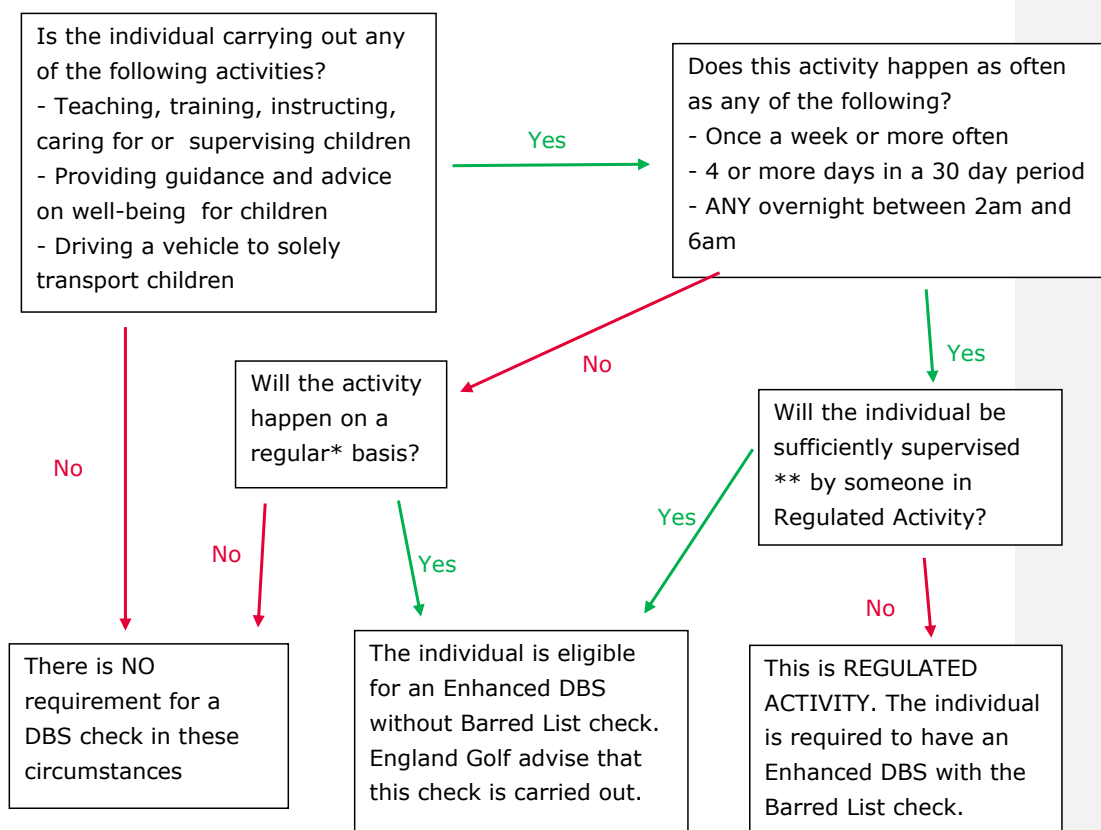 Is the individual carrying out any
of the following activities?
- Teaching, training, instructing,
caring for or supervising children
- Providing guidance and advice
on well-being for children
- Driving a vehicle to solely
transport children
Yes
Does this activity happen as often
as any of the following?
- Once a week or more often
- 4 or more days in a 30 day period
- ANY overnight between 2am and
6am
No
Will the activity
happen on a
regular* basis?
No
Yes
Will the individual be
sufficiently supervised
** by someone in
Regulated Activity?
No
Yes
Yes
No
There is NO
requirement for a
DBS check in these
circumstances
The individual is eligible
for an Enhanced DBS
without Barred List check.
England Golf advise that
this check is carried out.
This is REGULATED
ACTIVITY. The individual
is required to have an
Enhanced DBS with the
Barred List check.